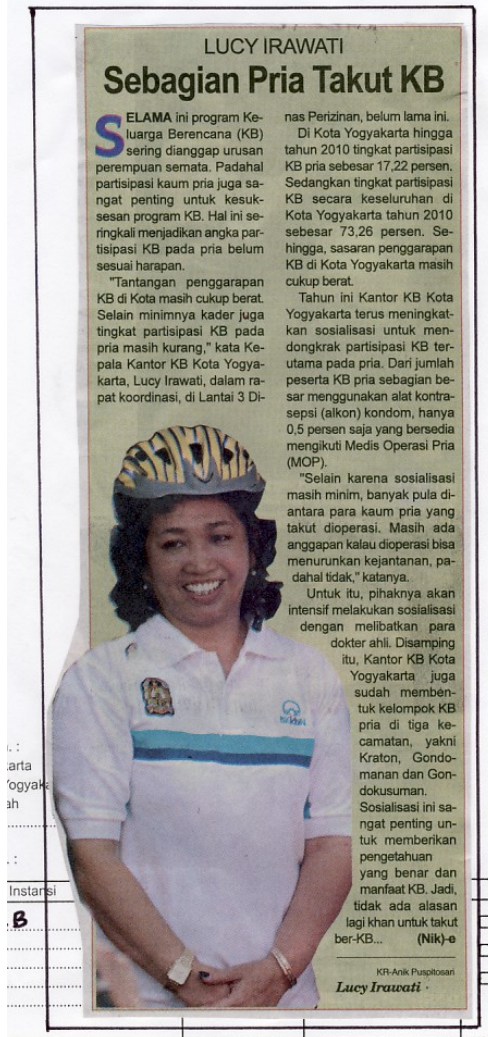 LUCY IRAWATI
Sebagian Pria Takut KB
SELAMA ini program Ke-
luarga Berencana (KB)
sering dianggap urusan
perempuan semata. Padahal
partisipasi kaum pria juga sa-
ngat penting untuk kesuk-
sesan program KB. Hal ini se-
ringkali menjadikan angka par-
tisipasi KB pada pria belum
sesuai harapan.
"Tantangan penggarapan
KB di Kota masih cukup berat.
Selain minimnya kader juga
tingkat partisipasi KB pada
pria masih kurang," kata Ke-
pala Kantor KB Kota Yogya-
karta, Lucy Irawati, dalam ra-
pat koordinasi, di Lantai 3 Di-
nas Perizinan, belum lama ini.
Di Kota Yogyakarta hingga
tahun 2010 tingkat partisipasi
KB pria sebesar 17,22 persen.
Sedangkan tingkat partisipasi
KB secara keseluruhan di
Kota Yogyakarta tahun 2010
sebesar 73,26 persen. Se-
hingga, sasaran penggarapan
KB di Kota Yogyakarta masih
cukup berat.
Tahun ini Kantor KB Kota
Yogyakarta terus meningkat-
kan sosialisasi untuk men-
dongkrak partisipasi KB ter-
utama pada pria. Dari jumlah
peserta KB pria sebagian be-
sar menggunakan alat kontra-
sepsi (alkon) kondom, hanya
0,5 persen saja yang bersedia
mengikuti Medis Operasi Pria
(MOP).
"Selain karena sosialisasi
masih minim, banyak pula di-
antara para kaum pria yang
takut dioperasi. Masih ada
anggapan kalau dioperasi bisa
menurunkan kejantanan, pa-
dahal tidak," katanya.
Untuk itu, pihaknya akan
intensif melakukan sosialisasi
dengan melibatkan para
dokter ahli. Disamping
itu, Kantor KB Kota
Yogyakarta juga
sudah memben-
tuk kelompok KB
pria di tiga ke-
camatan, yakni
Kraton, Gondo-
manan dan Gon-
dokusuman.
Sosialisasi ini sa-
ngat penting un-
tuk memberikan
pengetahuan
yang benar dan
manfaat KB. Jadi,
tidak ada alasan
lagi khan untuk takut
ber-KB... (Nik)-e
KR-Anik Puspitosari
Lucy Irawati
karta
Yogyaka
ah
Instansi
B